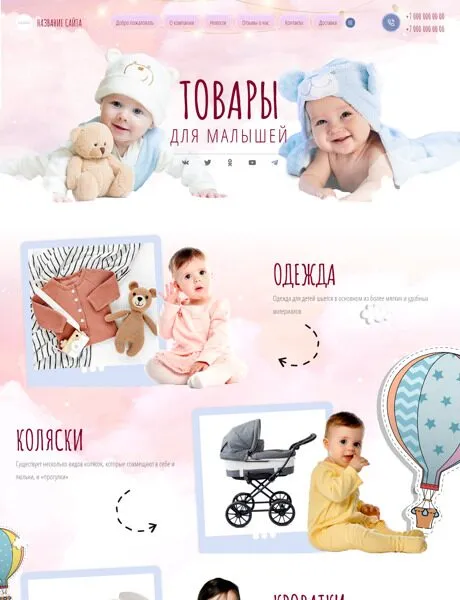 НАЗВАНИЕ САЙТА
Добро пожаловать
О компании
Новости
Отзывы о нас
Контакты
Доставка
+7 000 000 00 00
+7 000 000 00 00
ТОВАРЫ
ДЛЯ МАЛЫШЕЙ
ОДЕЖДА
Одежда для детей шьется в основном из более мягких и удобных
материалов
КОЛЯСКИ
Существует несколько видов колясок, которые совмещают в себе и
люльки, и «прогулки»
КРОВАТКИ